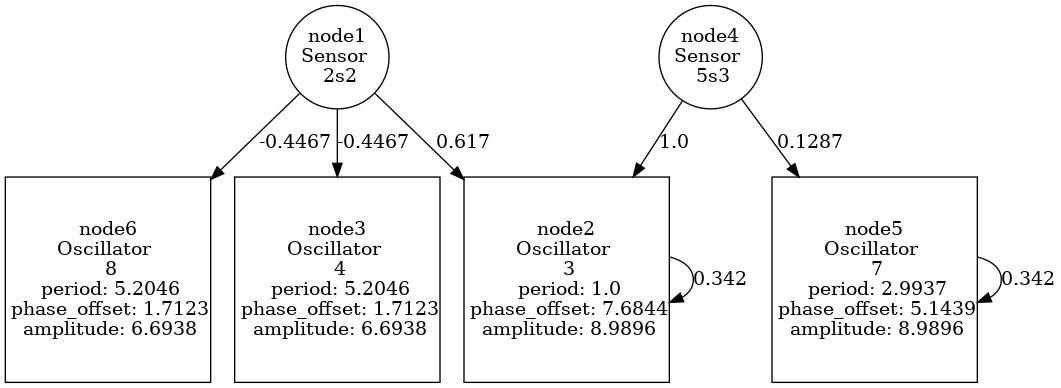 node1
Sensor
2s2
node4
Sensor
5s3
-0.4467
-0.4467
0.617
1.0
0.1287
node6
Oscillator
8
period: 5.2046
phase_offset: 1.7123
amplitude: 6.6938
node3
Oscillator
4
period: 5.2046
phase_offset: 1.7123
amplitude: 6.6938
node2
Oscillator
3
period: 1.0
phase_offset: 7.6844
amplitude: 8.9896
0.342
node5
Oscillator
7
period: 2.9937
phase_offset: 5.1439
amplitude: 8.9896
0.342